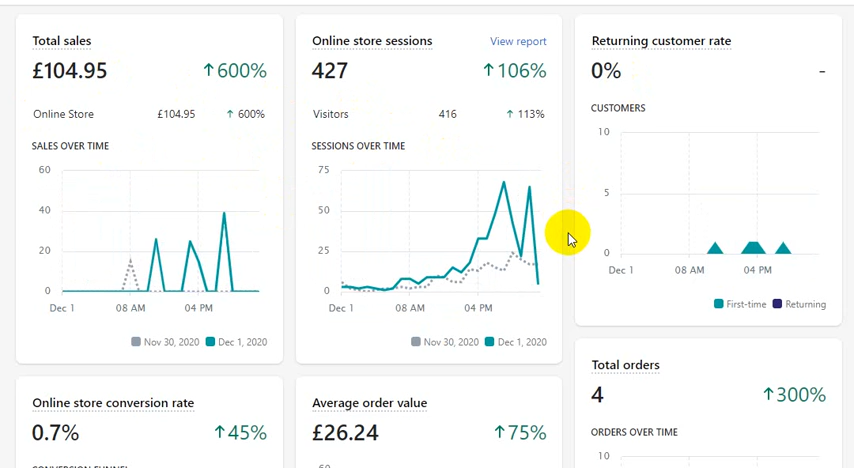 Total sales
£104.95 ↑600%
Online Store £104.95 ↑ 600%
SALES OVER TIME
60
40
20
0
Dec 1 08 AM 04 PM
Nov 30, 2020 Dec 1, 2020
Online store sessions View report
427 ↑106%
Visitors 416 ↑ 113%
SESSIONS OVER TIME
75
50
25
0
Dec 1 08 AM 04 PM
Nov 30, 2020 Dec 1, 2020
Returning customer rate
0% -
CUSTOMERS
10
5
0
Dec 1 08 AM 04 PM
First-time Returning
Online store conversion rate
0.7% ↑45%
CONVERSION FUNNEL
Average order value
£26.24 ↑75%
60
Total orders
4 ↑300%
ORDERS OVER TIME
10